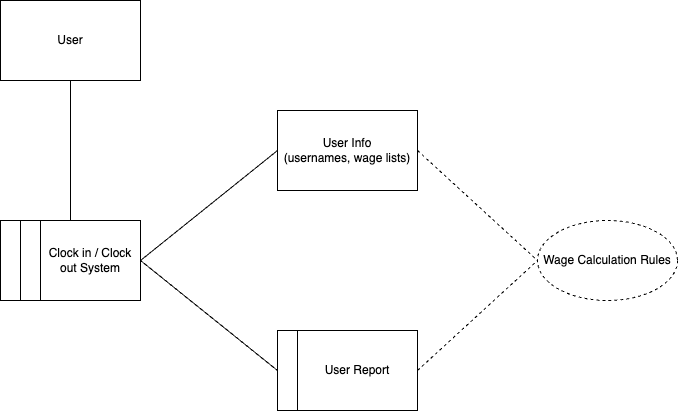 User
User Info
(usernames, wage lists)
Clock in / Clock
out System
Wage Calculation Rules
User Report